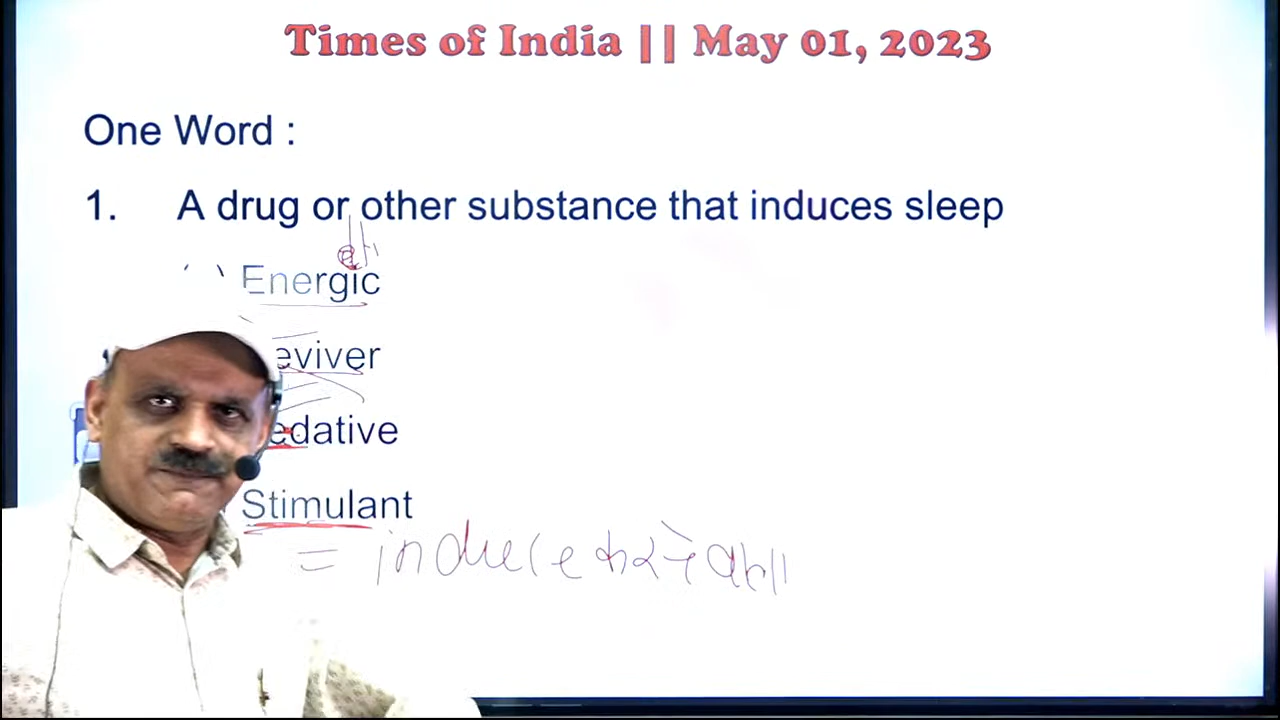 Times of India || May 01, 2023
One Word :
1. A drug or other substance that induces sleep
Energic
eviver
edative
Stimulant
= induce करने वाला